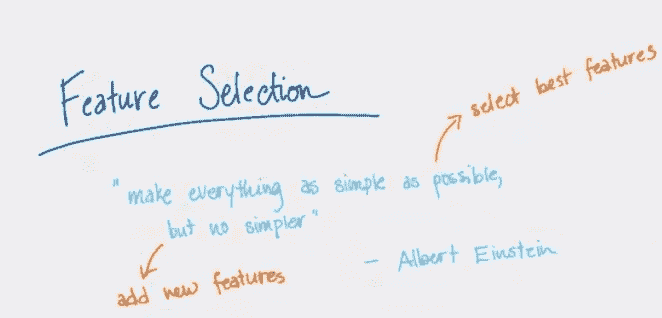 Feature Selection
select best features
"make everything as simple as possible,
but no simpler"
- Albert Einstein
add new features